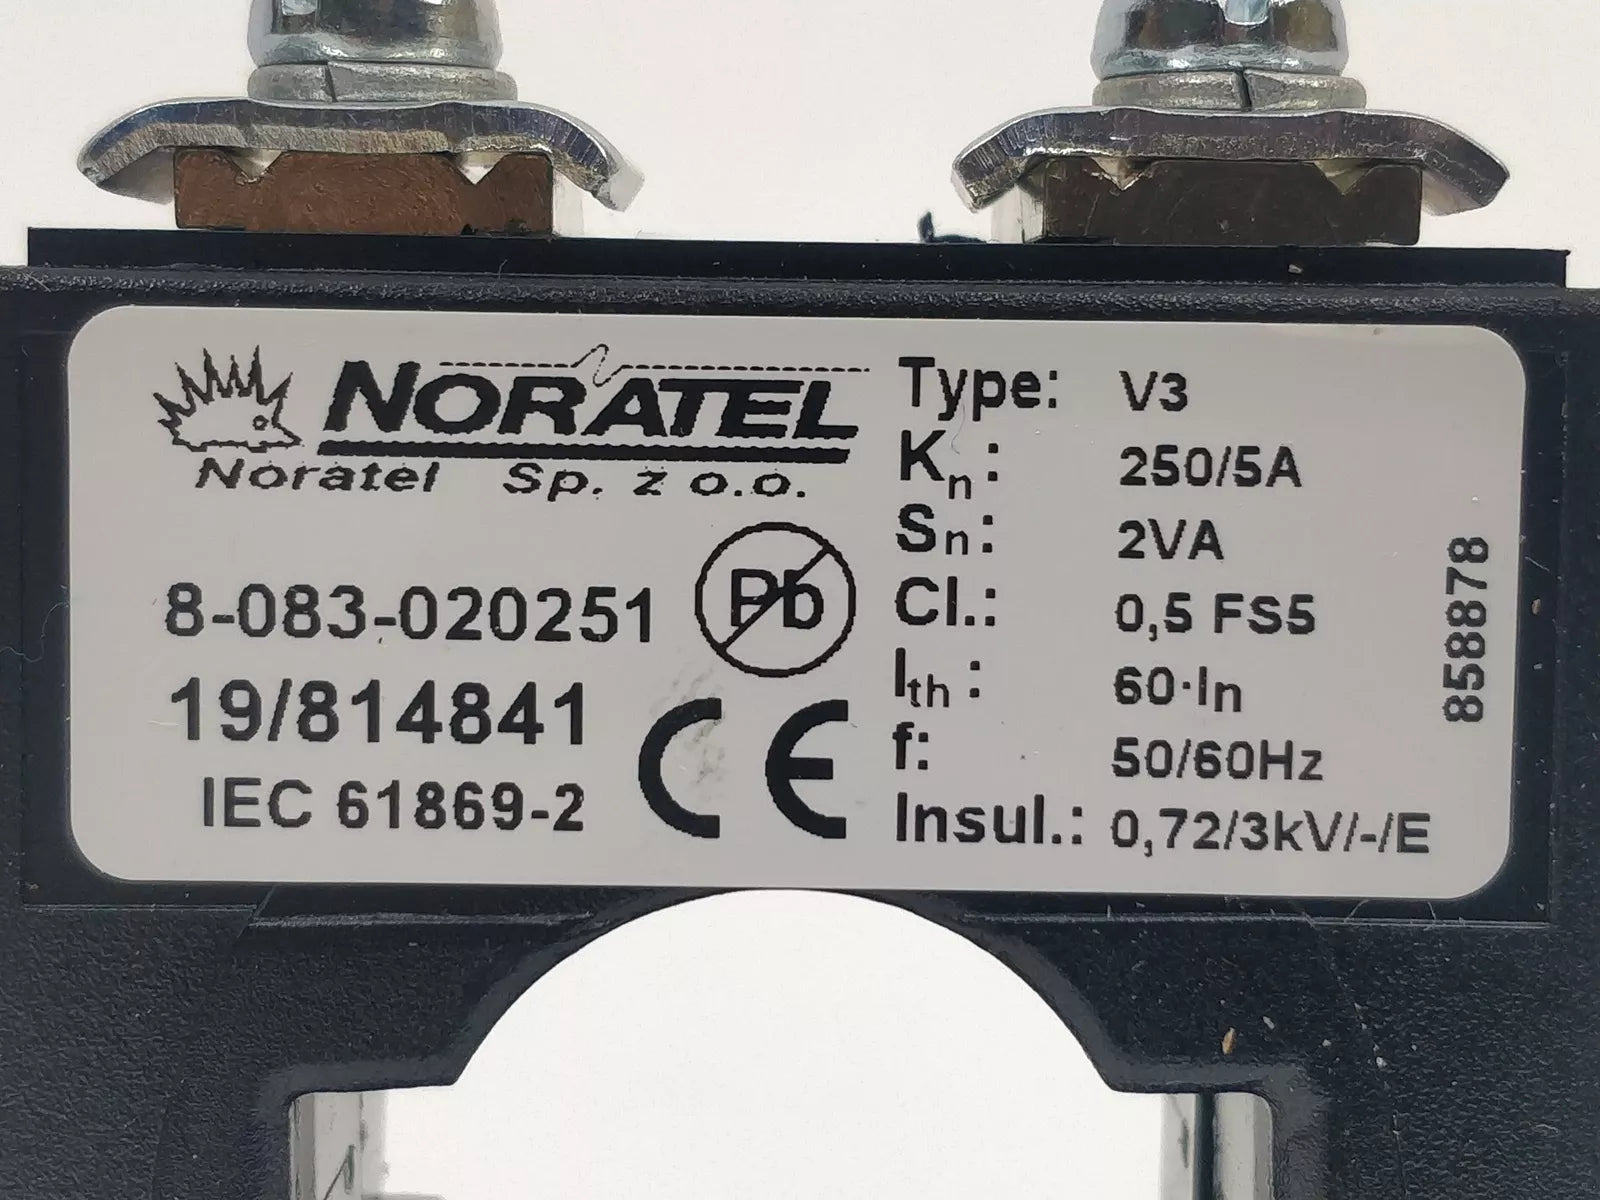 NORATEL
Noratel Sp. z o.o.
8-083-020251
Pb
19/814841
CE
IEC 61869-2
Type: V3
Kn: 250/5A
Sn: 2VA
Cl.: 0,5 FS5
Ith: 60·In
f: 50/60Hz
Insul.: 0,72/3kV/-/E
858878